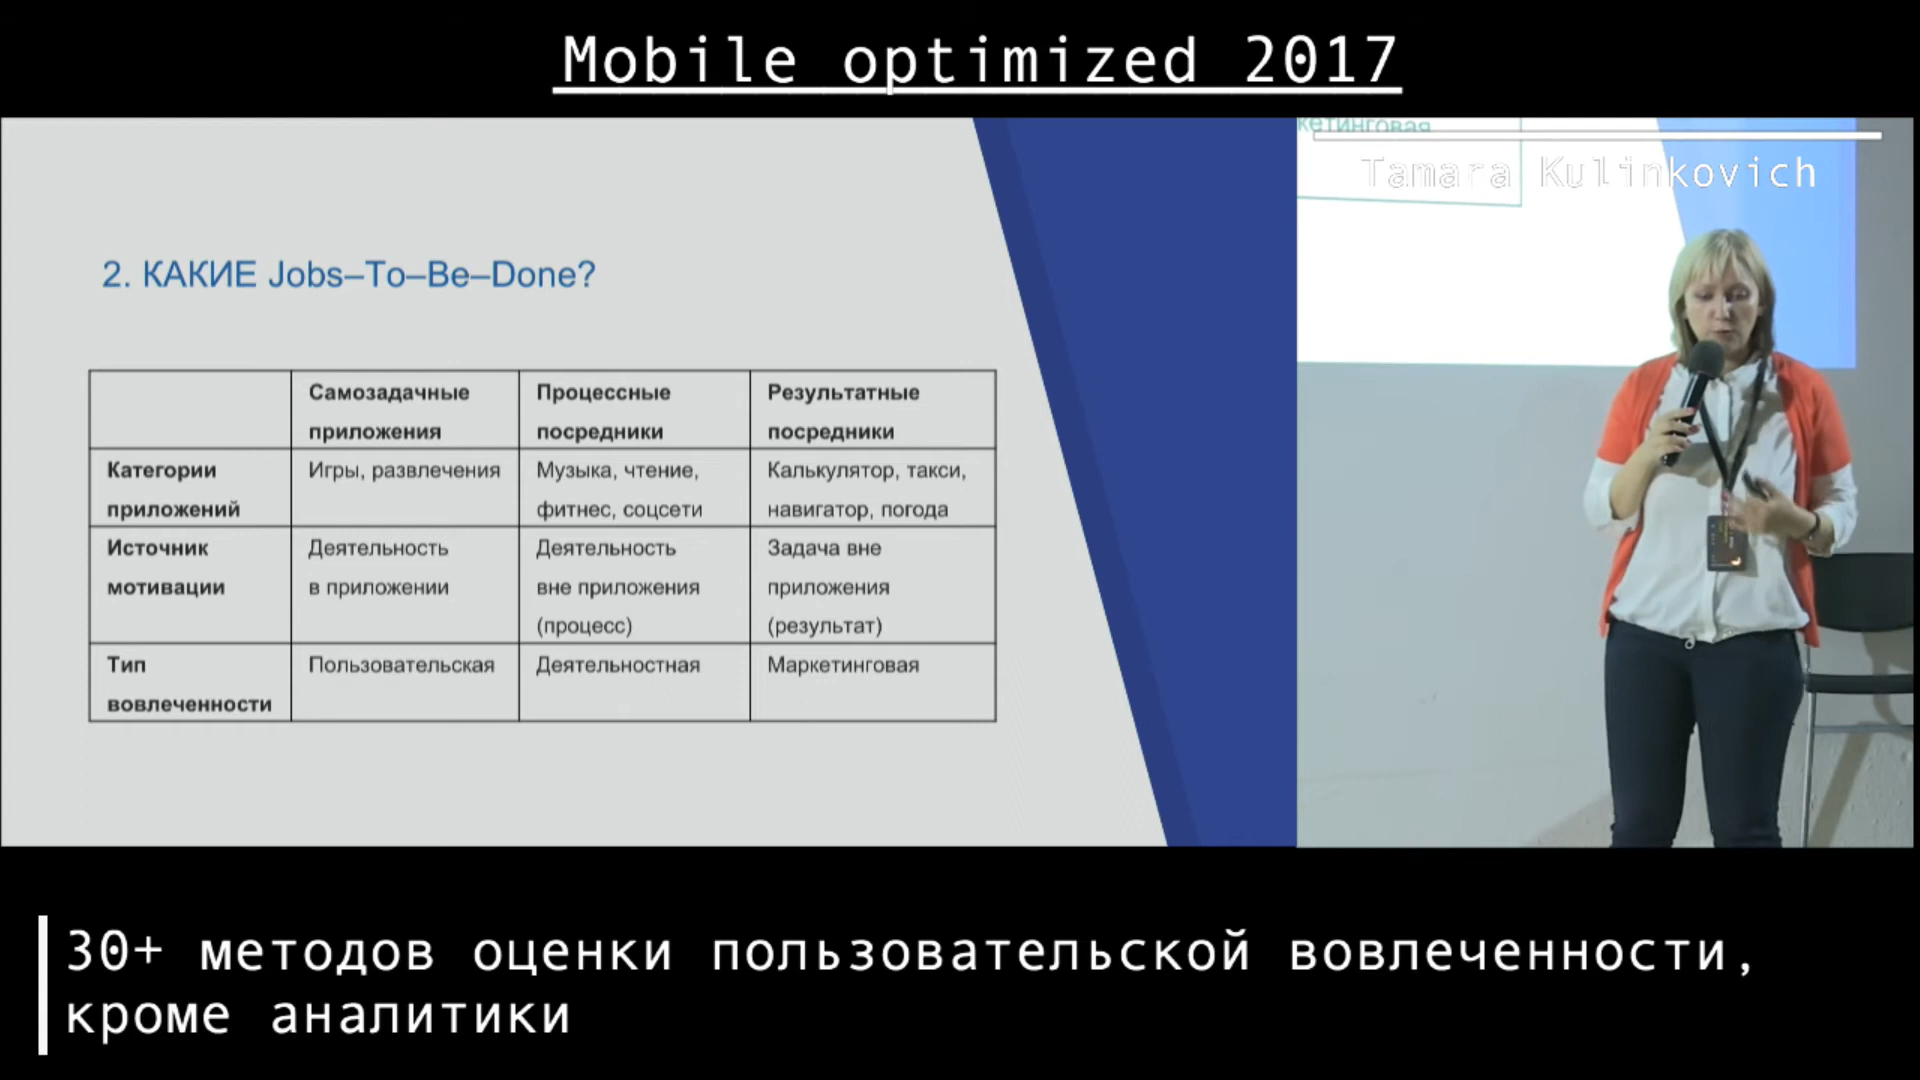 Mobile optimized 2017
кетинговая
Tamara Kulinkovich
2. КАКИЕ Jobs–To–Be–Done?
Самозадачные приложения
Процессные посредники
Результатные посредники
Категории приложений
Игры, развлечения
Музыка, чтение, фитнес, соцсети
Калькулятор, такси, навигатор, погода
Источник мотивации
Деятельность в приложении
Деятельность вне приложения (процесс)
Задача вне приложения (результат)
Тип вовлеченности
Пользовательская
Деятельностная
Маркетинговая
30+ методов оценки пользовательской вовлеченности,
кроме аналитики